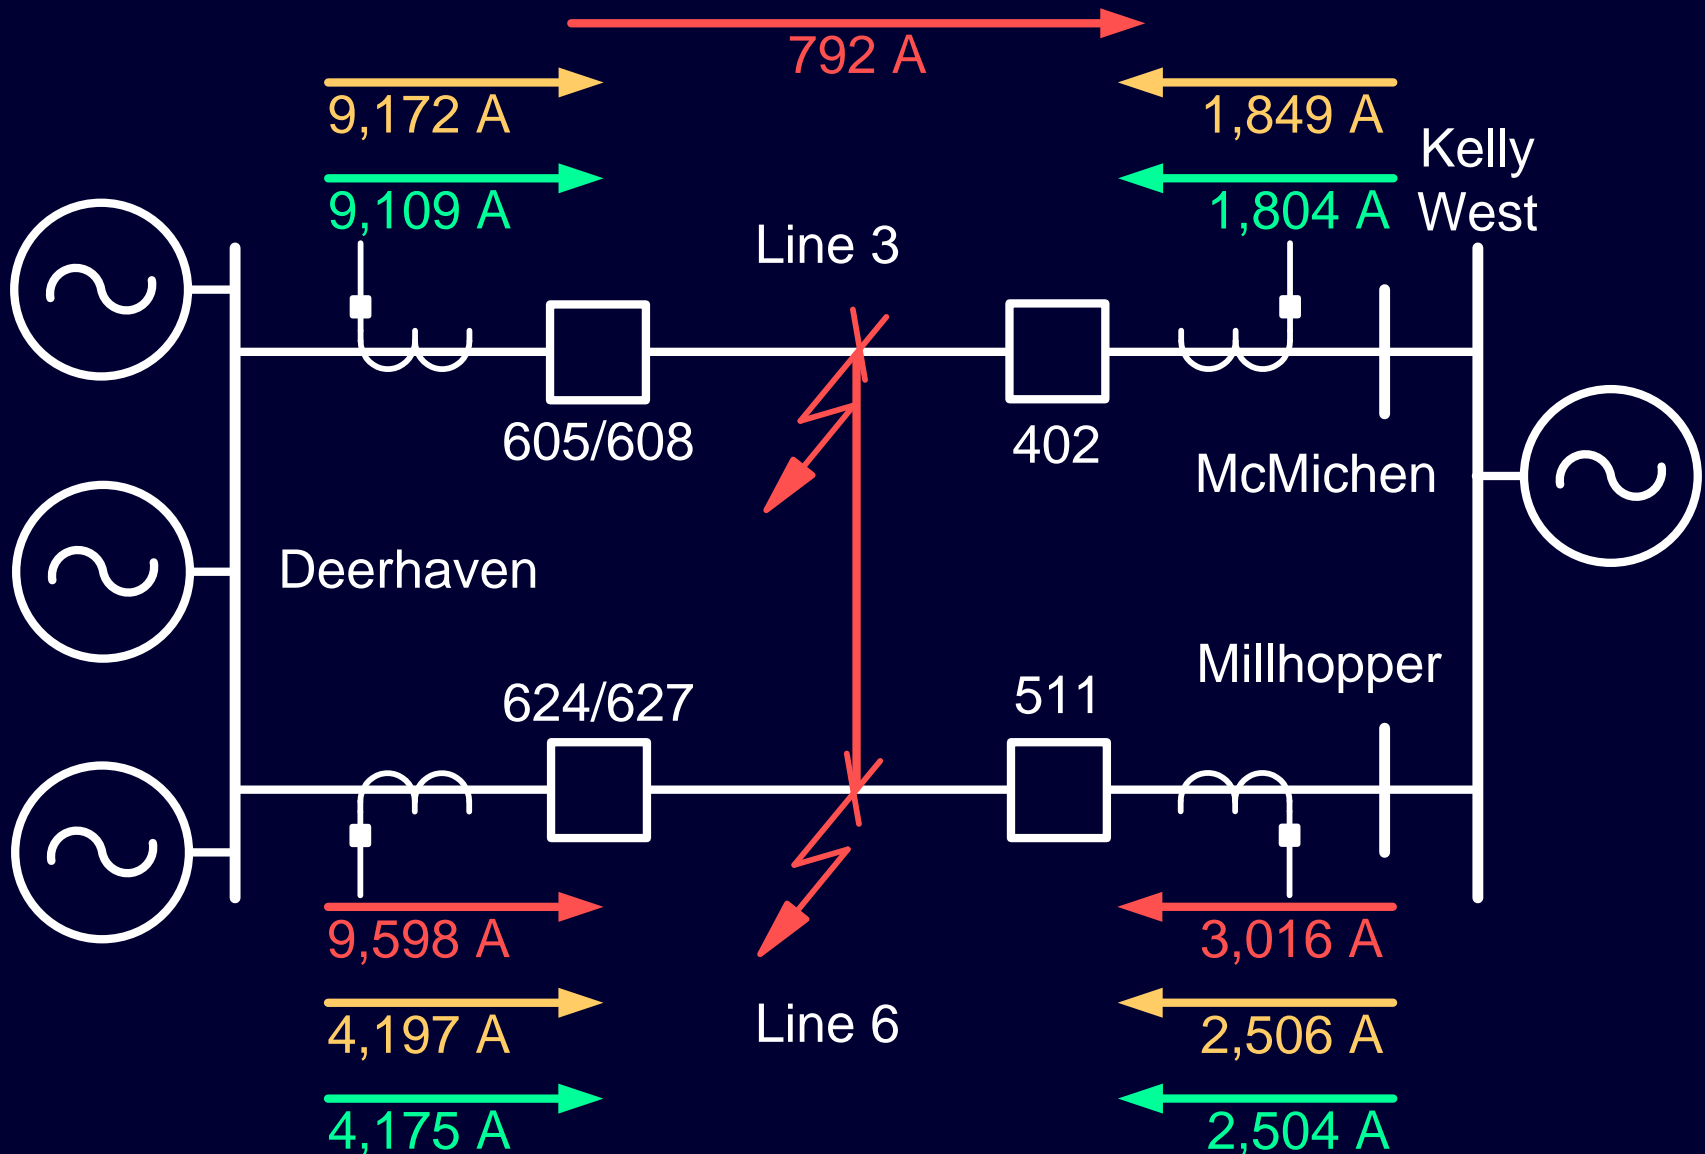 792 A
9,172 A
1,849 A
Kelly
West
9,109 A
1,804 A
Line 3
605/608
402
McMichen
Deerhaven
Millhopper
624/627
511
9,598 A
3,016 A
4,197 A
Line 6
2,506 A
4,175 A
2,504 A